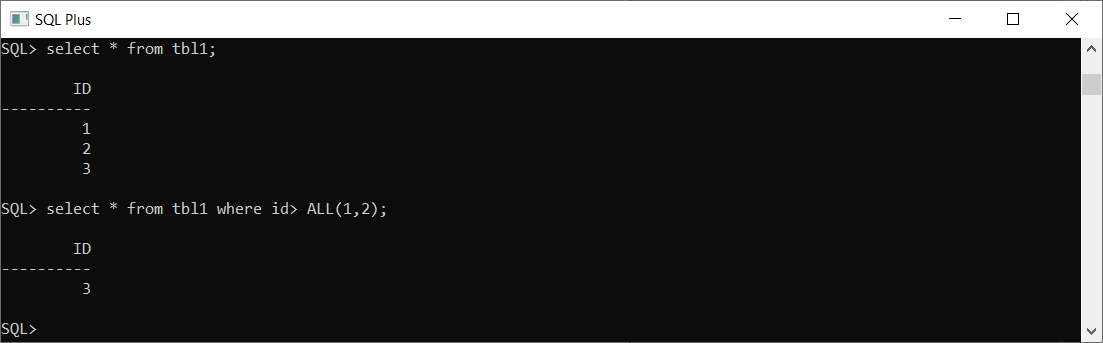 SQL Plus
SQL> select * from tbl1;
ID
----------
1
2
3
SQL> select * from tbl1 where id> ALL(1,2);
ID
----------
3
SQL>